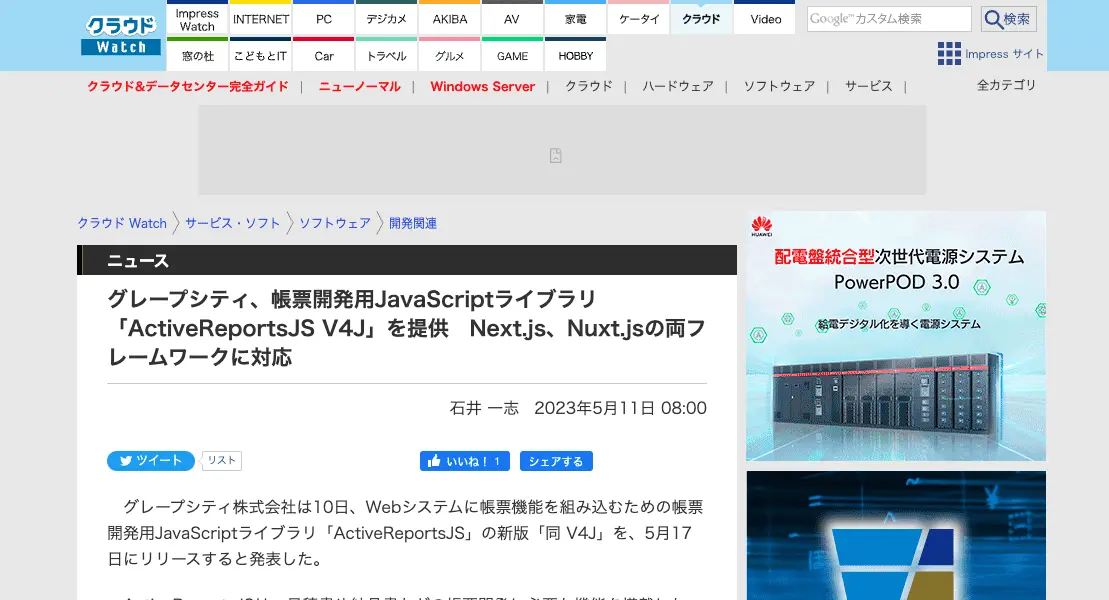 クラウド
Watch
Impress Watch
INTERNET
PC
デジカメ
AKIBA
AV
家電
ケータイ
クラウド
Video
窓の杜
こどもとIT
Car
トラベル
グルメ
GAME
HOBBY
Google™カスタム検索
検索
Impress サイト
クラウド&データセンター完全ガイド | ニューノーマル | Windows Server | クラウド | ハードウェア | ソフトウェア | サービス |
全カテゴリ
クラウド Watch 〉 サービス・ソフト 〉 ソフトウェア 〉 開発関連
ニュース
グレープシティ、帳票開発用JavaScriptライブラリ
「ActiveReportsJS V4J」を提供　Next.js、Nuxt.jsの両フ
レームワークに対応
石井 一志　2023年5月11日 08:00
ツイート
リスト
いいね！ 1
シェアする
グレープシティ株式会社は10日、Webシステムに帳票機能を組み込むための帳票
開発用JavaScriptライブラリ「ActiveReportsJS」の新版「同 V4J」を、5月17
日にリリースすると発表した。
HUAWEI
配電盤統合型次世代電源システム
PowerPOD 3.0
給電デジタル化を導く電源システム